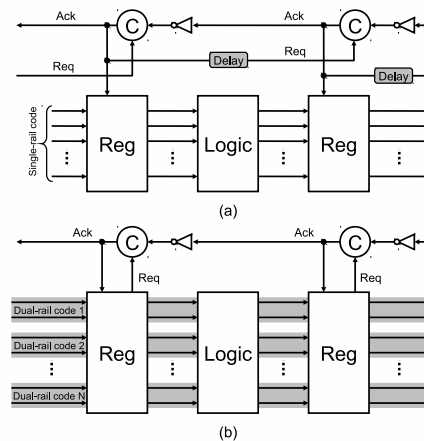 Ack
C
Ack
C
Req
Delay
Req
Delay
Single-rail code
Reg
Logic
Reg
(a)
Ack
C
Ack
C
Req
Req
Dual-rail code 1
Dual-rail code 2
Dual-rail code N
Reg
Logic
Reg
(b)